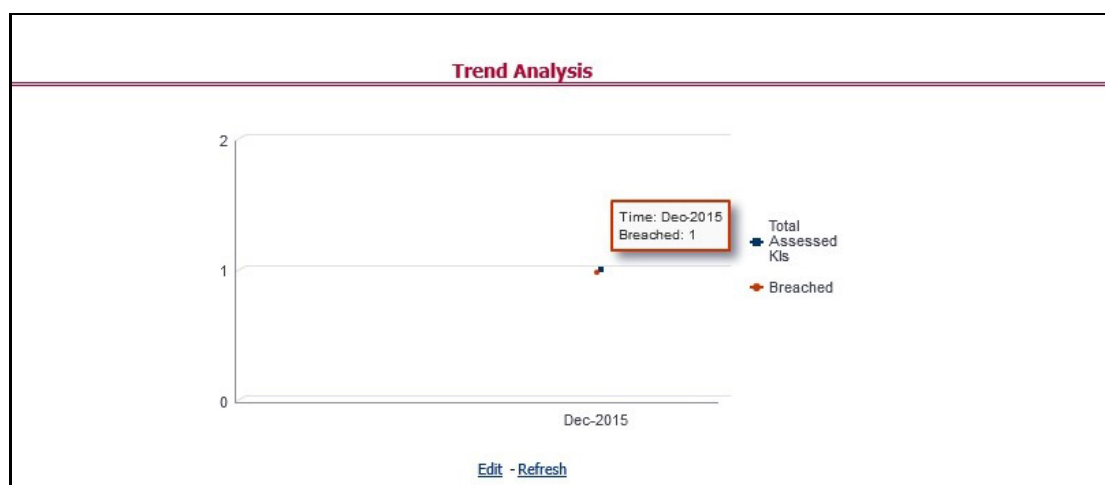 Trend Analysis
2
Time: Dec-2015
Breached: 1
Total
Assessed
KIs
1
Breached
0
Dec-2015
Edit - Refresh